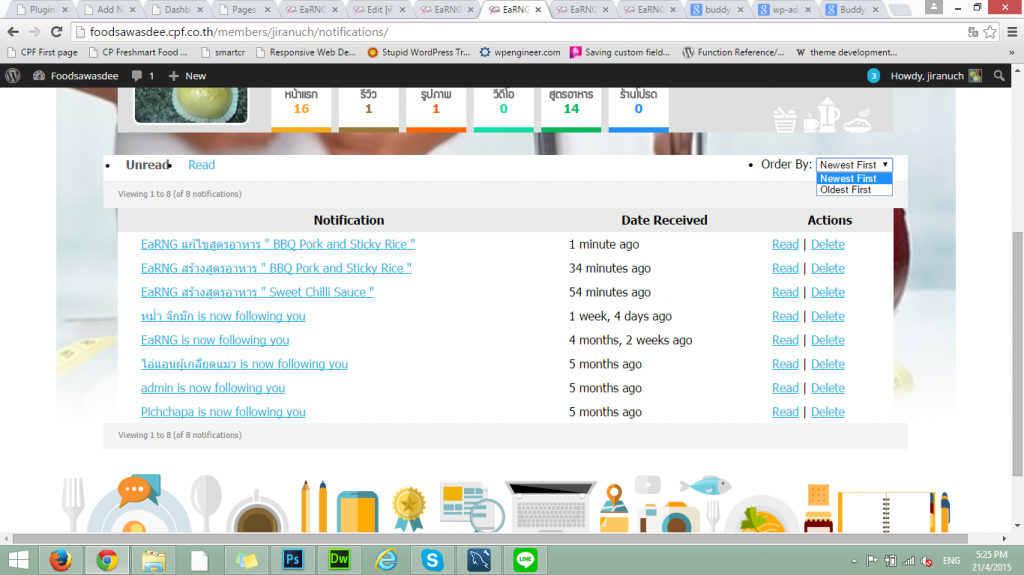 Plugin
Add N
Dashb
Pages
EaRNG
Edit [v
EaRNG
EaRNG
EaRNG
EaRNG
buddy
wp-ad
Buddy
foodsawasdee.cpf.co.th/members/jiranuch/notifications/
CPF First page
CP Freshmart Food ...
smartcr
Responsive Web De...
Stupid WordPress Tr...
wpengineer.com
Saving custom field...
Function Reference/...
W theme development...
»
Foodsawasdee 1 + New
3 Howdy, jiranuch
หน้าแรก รีวิว รูปภาพ วีดีโอ สูตรอาหาร ร้านโปรด
16 1 1 0 14 0
Unread Read
Order By: Newest First
Newest First
Oldest First
Viewing 1 to 8 (of 8 notifications)
Notification Date Received Actions
EaRNG แก้ไขสูตรอาหาร " BBQ Pork and Sticky Rice " 1 minute ago Read | Delete
EaRNG สร้างสูตรอาหาร " BBQ Pork and Sticky Rice " 34 minutes ago Read | Delete
EaRNG สร้างสูตรอาหาร " Sweet Chilli Sauce " 54 minutes ago Read | Delete
หม่ำ จ๊กม๊ก is now following you 1 week, 4 days ago Read | Delete
EaRNG is now following you 4 months, 2 weeks ago Read | Delete
ไอ่แอนผู้เกลียดแมว is now following you 5 months ago Read | Delete
admin is now following you 5 months ago Read | Delete
Pichchapa is now following you 5 months ago Read | Delete
Viewing 1 to 8 (of 8 notifications)
Ps
Dw
S
LINE
ENG
5:25 PM
21/4/2015